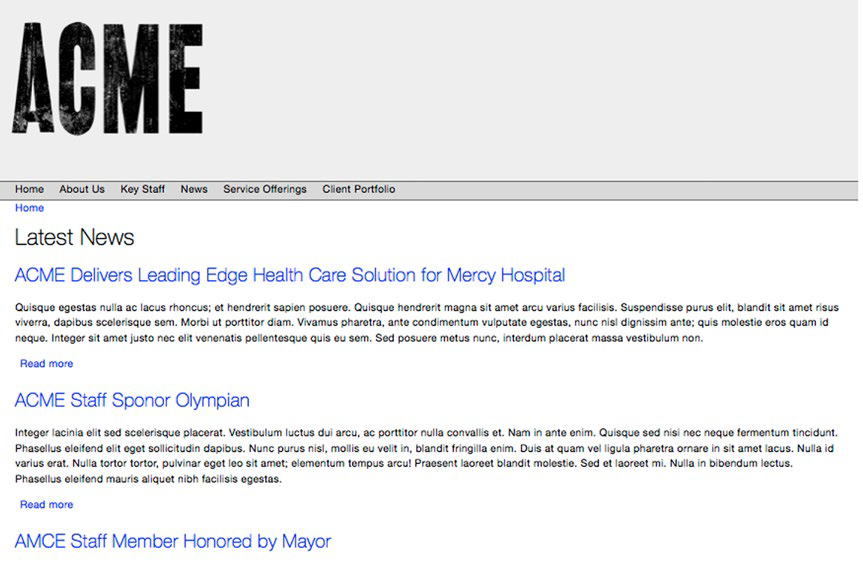 ACME
Home About Us Key Staff News Service Offerings Client Portfolio
Home
Latest News
ACME Delivers Leading Edge Health Care Solution for Mercy Hospital
Quisque egestas nulla ac lacus rhoncus; et hendrerit sapien posuere. Quisque hendrerit magna sit amet arcu varius facilisis. Suspendisse purus elit, blandit sit amet risus
viverra, dapibus scelerisque sem. Morbi ut porttitor diam. Vivamus pharetra, ante condimentum vulputate egestas, nunc nisl dignissim ante; quis molestie eros quam id
neque. Integer sit amet justo nec elit venenatis pellentesque quis eu sem. Sed posuere metus nunc, interdum placerat massa vestibulum non.
Read more
ACME Staff Sponor Olympian
Integer lacinia elit sed scelerisque placerat. Vestibulum luctus dui arcu, ac porttitor nulla convallis et. Nam in ante enim. Quisque sed nisi nec neque fermentum tincidunt.
Phasellus eleifend elit eget sollicitudin dapibus. Nunc purus nisl, mollis eu velit in, blandit fringilla enim. Duis at quam vel ligula pharetra ornare in sit amet lacus. Nulla id
varius erat. Nulla tortor tortor, pulvinar eget leo sit amet; elementum tempus arcu! Praesent laoreet blandit molestie. Sed et laoreet mi. Nulla in bibendum lectus.
Phasellus eleifend mauris aliquet nibh facilisis egestas.
Read more
AMCE Staff Member Honored by Mayor